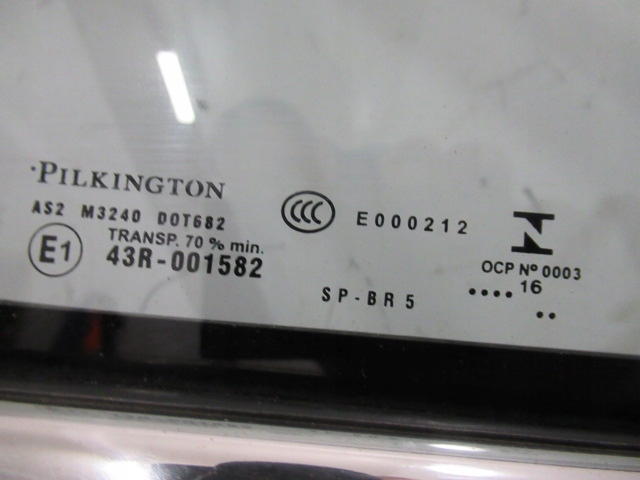 PILKINGTON
AS2 M3240 DOT682
TRANSP. 70 % min.
E1 43R-001582
CCC E000212
SP-BR 5
OCP Nº 0003
•••• 16
••